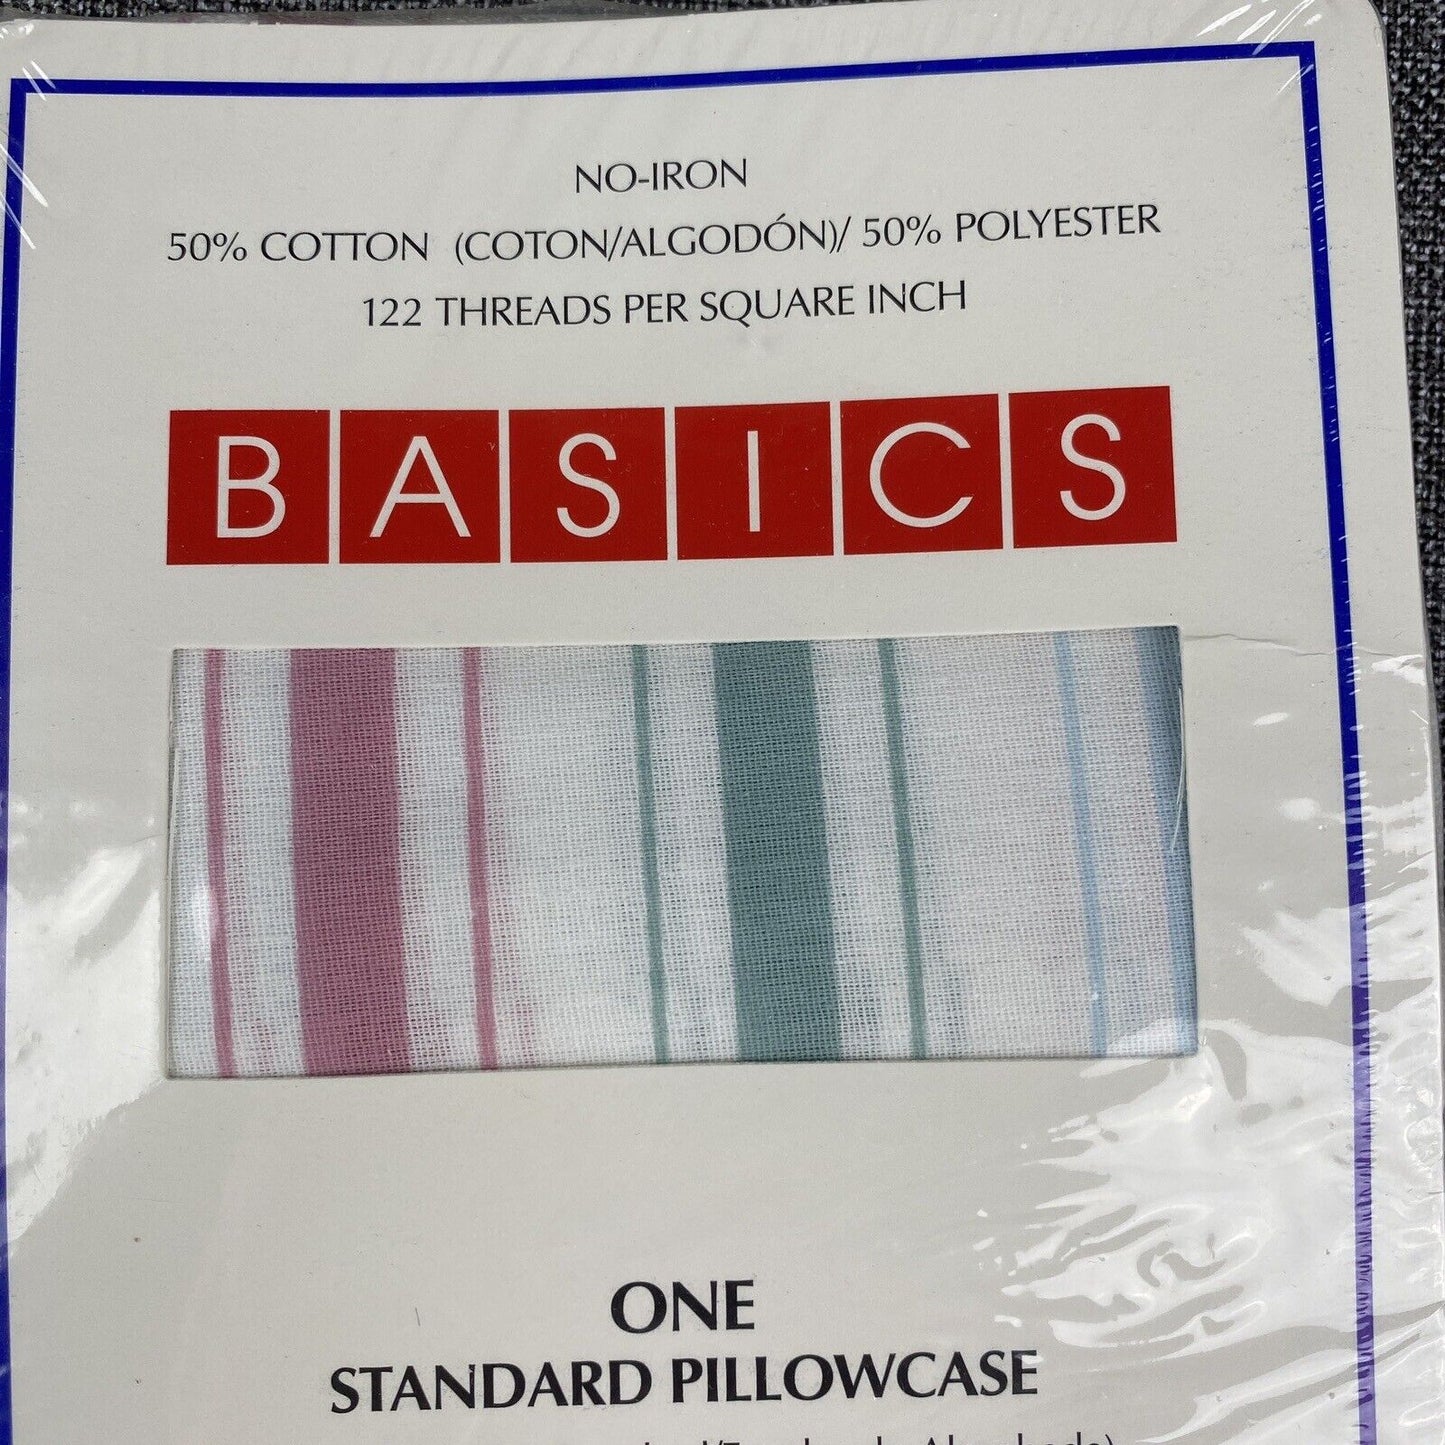 NO-IRON
50% COTTON (COTON/ALGODÓN)/ 50% POLYESTER
122 THREADS PER SQUARE INCH
BASICS
ONE
STANDARD PILLOWCASE